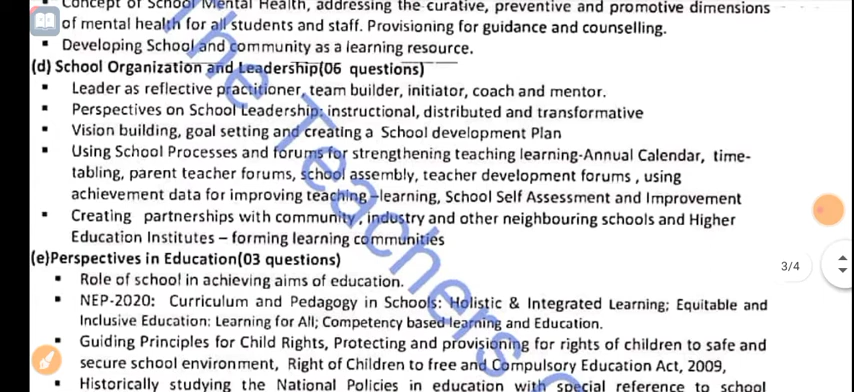 Concept of School Mental Health, addressing the curative, preventive and promotive dimensions
of mental health for all students and staff. Provisioning for guidance and counselling.
▪ Developing School and community as a learning resource.
(d) School Organization and Leadership(06 questions)
▪ Leader as reflective practitioner, team builder, initiator, coach and mentor.
▪ Perspectives on School Leadership: instructional, distributed and transformative
▪ Vision building, goal setting and creating a School development Plan
▪ Using School Processes and forums for strengthening teaching learning-Annual Calendar, time-
tabling, parent teacher forums, school assembly, teacher development forums , using
achievement data for improving teaching –learning, School Self Assessment and Improvement
▪ Creating partnerships with community, industry and other neighbouring schools and Higher
Education Institutes – forming learning communities
(e)Perspectives in Education(03 questions)
▪ Role of school in achieving aims of education.
▪ NEP-2020: Curriculum and Pedagogy in Schools: Holistic & Integrated Learning; Equitable and
Inclusive Education: Learning for All; Competency based learning and Education.
▪ Guiding Principles for Child Rights, Protecting and provisioning for rights of children to safe and
secure school environment, Right of Children to free and Compulsory Education Act, 2009,
▪ Historically studying the National Policies in education with special reference to school
3/4
The Teachers